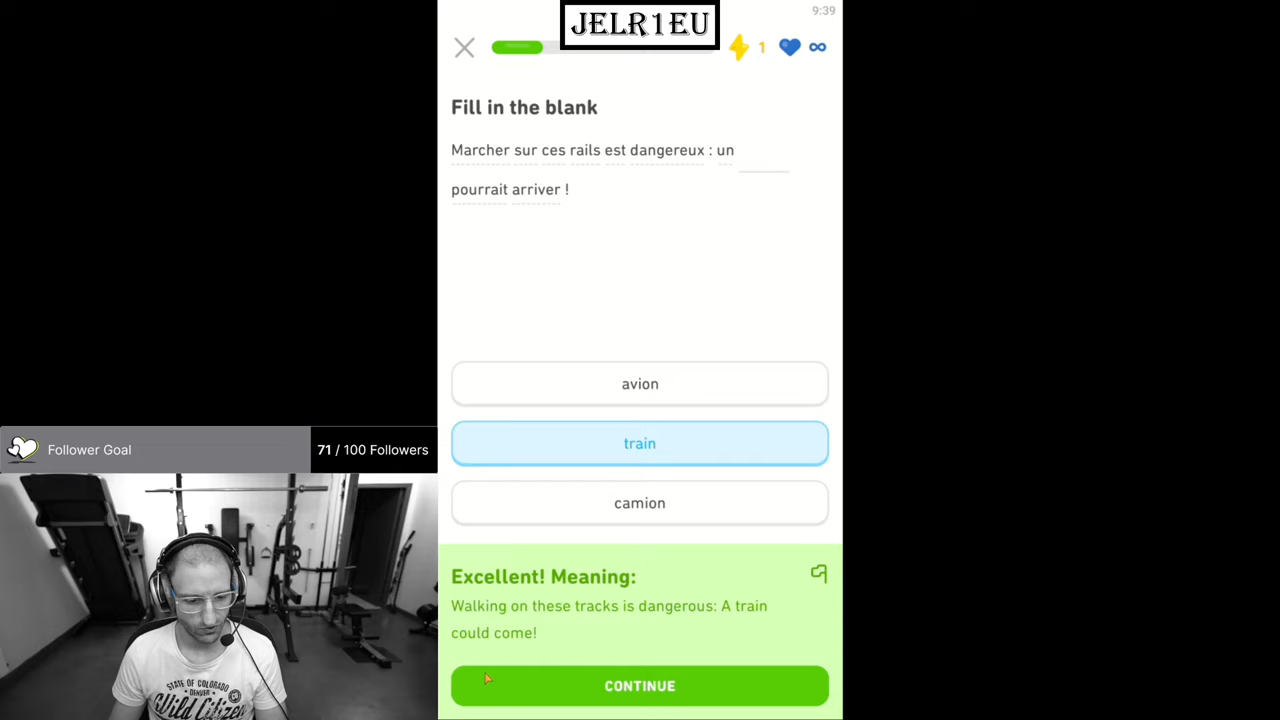 JELR1EU
9:39
1
Fill in the blank
Marcher sur ces rails est dangereux : un
pourrait arriver !
avion
train
camion
Follower Goal
71 / 100 Followers
Excellent! Meaning:
Walking on these tracks is dangerous: A train
could come!
CONTINUE
STATE OF COLORADO
DENVER
Wild Citizen